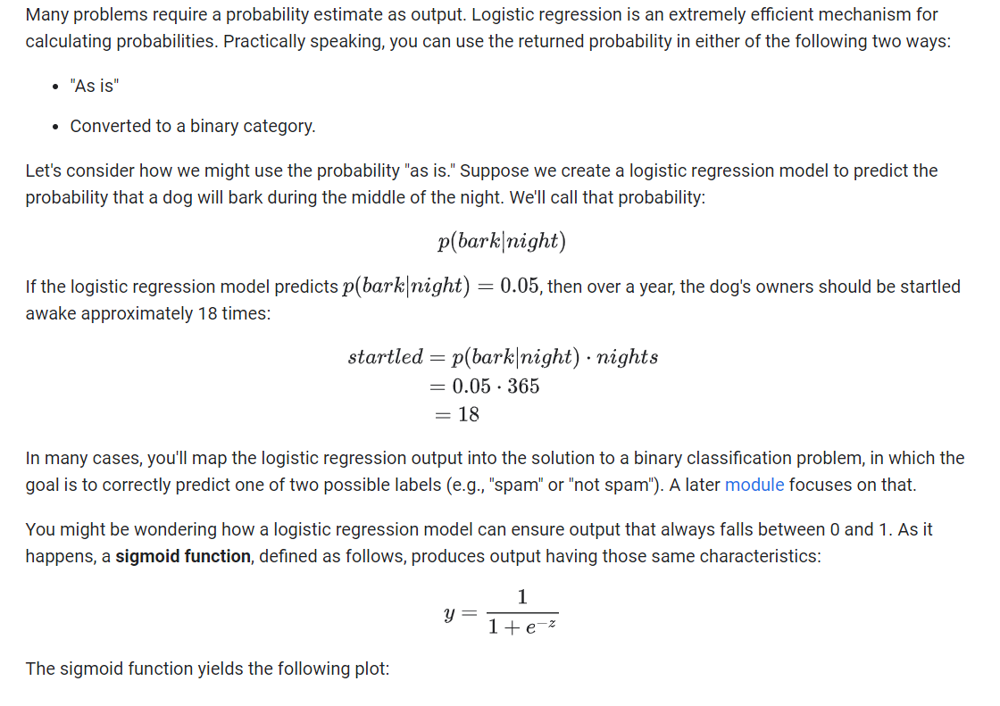 Many problems require a probability estimate as output. Logistic regression is an extremely efficient mechanism for
calculating probabilities. Practically speaking, you can use the returned probability in either of the following two ways:
• "As is"
• Converted to a binary category.
Let's consider how we might use the probability "as is." Suppose we create a logistic regression model to predict the
probability that a dog will bark during the middle of the night. We'll call that probability:
p(bark|night)
If the logistic regression model predicts p(bark|night) = 0.05, then over a year, the dog's owners should be startled
awake approximately 18 times:
startled = p(bark|night) · nights
= 0.05 · 365
= 18
In many cases, you'll map the logistic regression output into the solution to a binary classification problem, in which the
goal is to correctly predict one of two possible labels (e.g., "spam" or "not spam"). A later module focuses on that.
You might be wondering how a logistic regression model can ensure output that always falls between 0 and 1. As it
happens, a sigmoid function, defined as follows, produces output having those same characteristics:
y = 1 / (1 + e^{-z})
The sigmoid function yields the following plot: